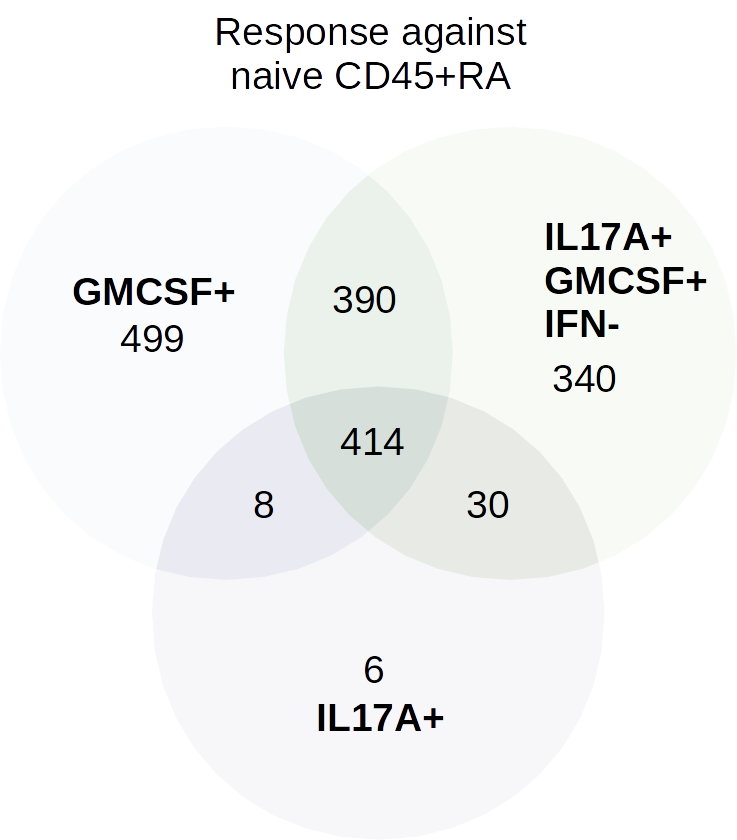 Response against
naive CD45+RA
GMCSF+
499
390
IL17A+
GMCSF+
IFN-
340
414
8
30
6
IL17A+